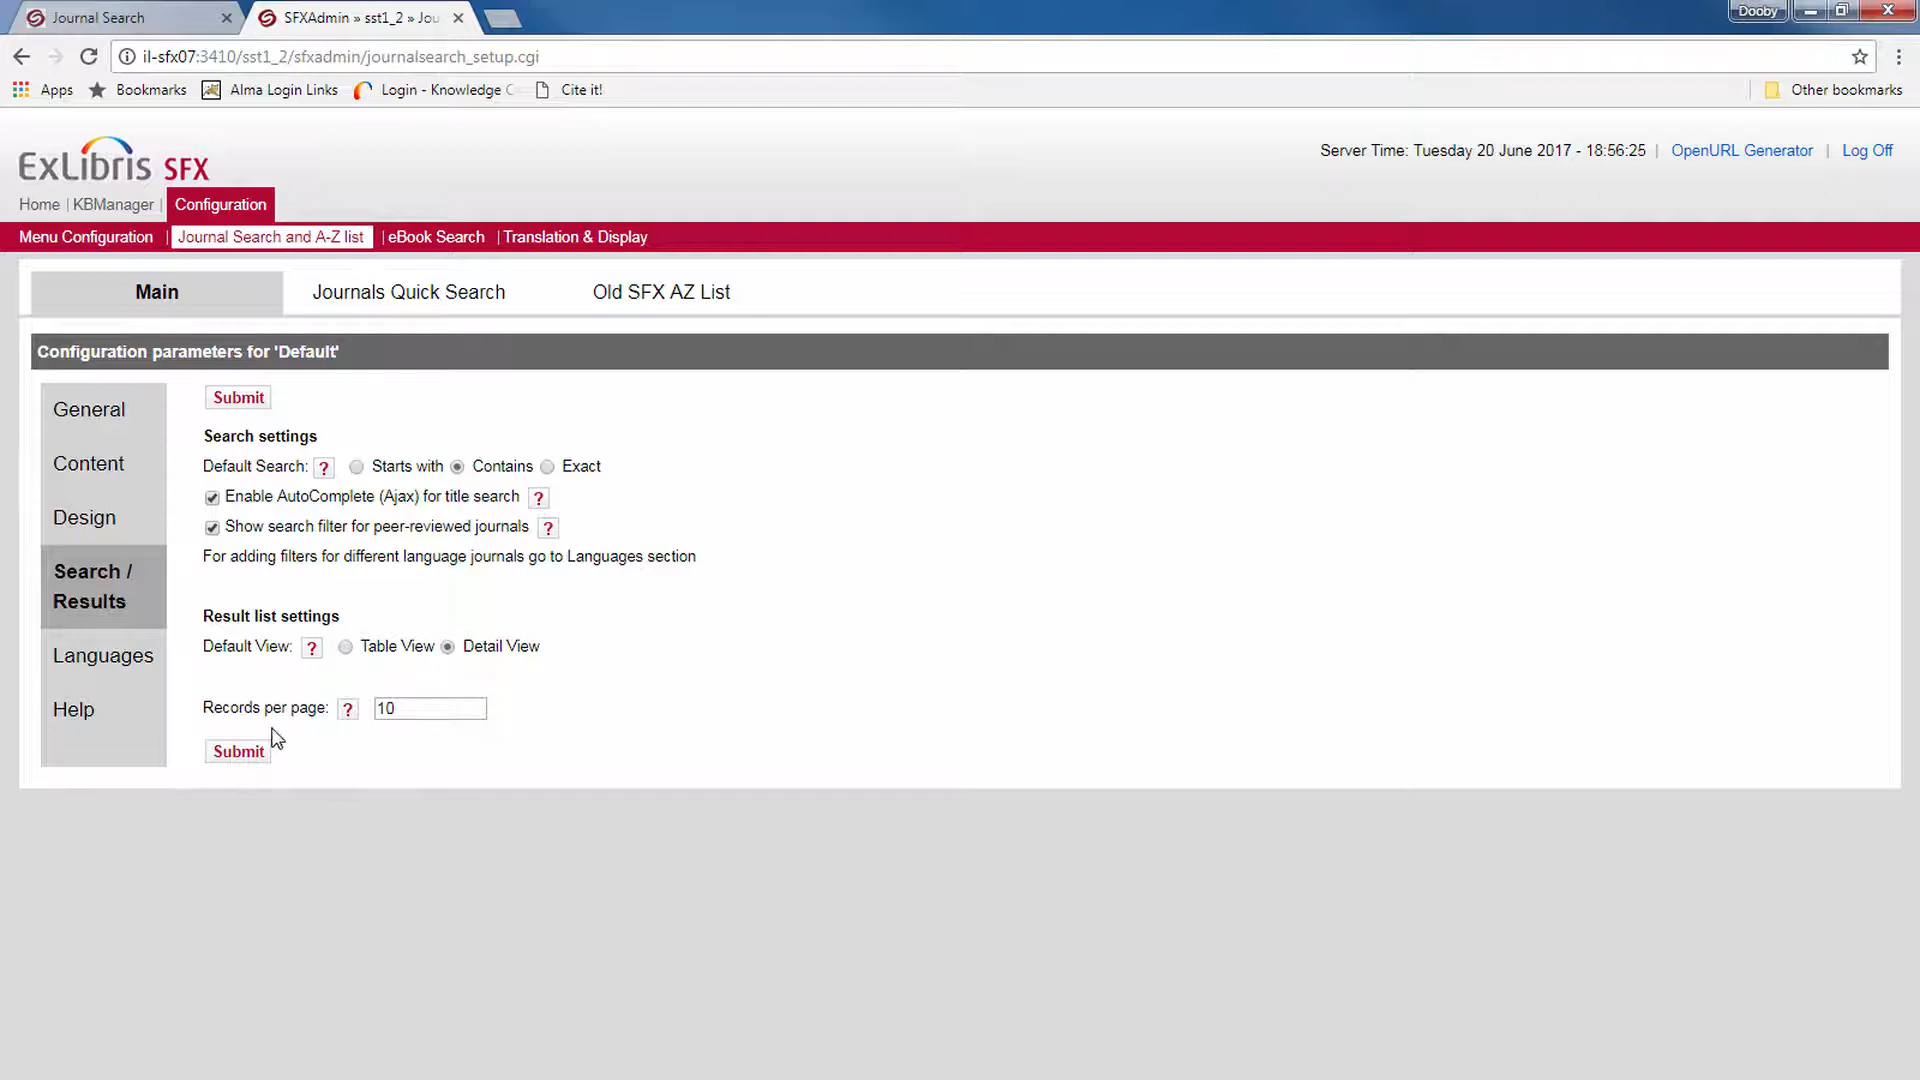 Journal Search
SFXAdmin » sst1_2 » Jou
Dooby
il-sfx07:3410/sst1_2/sfxadmin/journalsearch_setup.cgi
Apps Bookmarks Alma Login Links Login - Knowledge C Cite it! Other bookmarks
ExLibris SFX
Server Time: Tuesday 20 June 2017 - 18:56:25 | OpenURL Generator | Log Off
Home | KBManager | Configuration
Menu Configuration | Journal Search and A-Z list | eBook Search | Translation & Display
Main Journals Quick Search Old SFX AZ List
Configuration parameters for 'Default'
General
Content
Design
Search /
Results
Languages
Help
Submit
Search settings
Default Search: ? Starts with Contains Exact
Enable AutoComplete (Ajax) for title search ?
Show search filter for peer-reviewed journals ?
For adding filters for different language journals go to Languages section
Result list settings
Default View: ? Table View Detail View
Records per page: ? 10
Submit